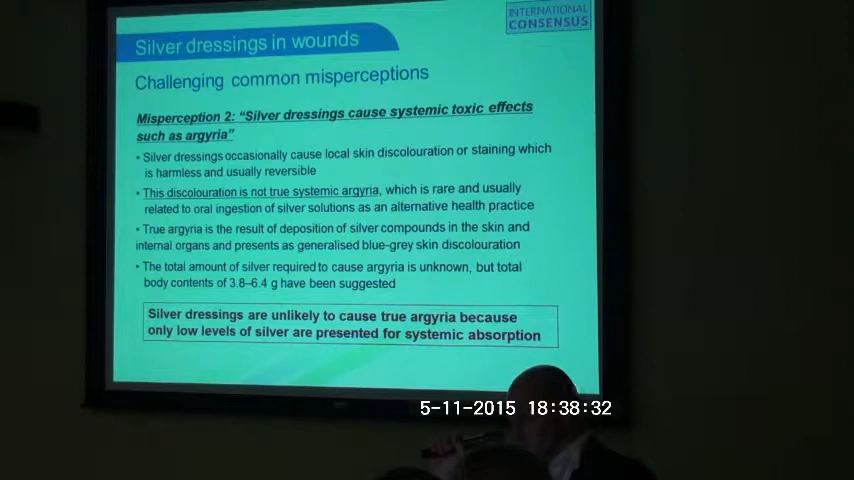 INTERNATIONAL
CONSENSUS
Silver dressings in wounds
Challenging common misperceptions
Misperception 2: “Silver dressings cause systemic toxic effects
such as argyria”
• Silver dressings occasionally cause local skin discolouration or staining which
is harmless and usually reversible
• This discolouration is not true systemic argyria, which is rare and usually
related to oral ingestion of silver solutions as an alternative health practice
• True argyria is the result of deposition of silver compounds in the skin and
internal organs and presents as generalised blue-grey skin discolouration
• The total amount of silver required to cause argyria is unknown, but total
body contents of 3.8–6.4 g have been suggested
Silver dressings are unlikely to cause true argyria because
only low levels of silver are presented for systemic absorption
5-11-2015 18:38:32